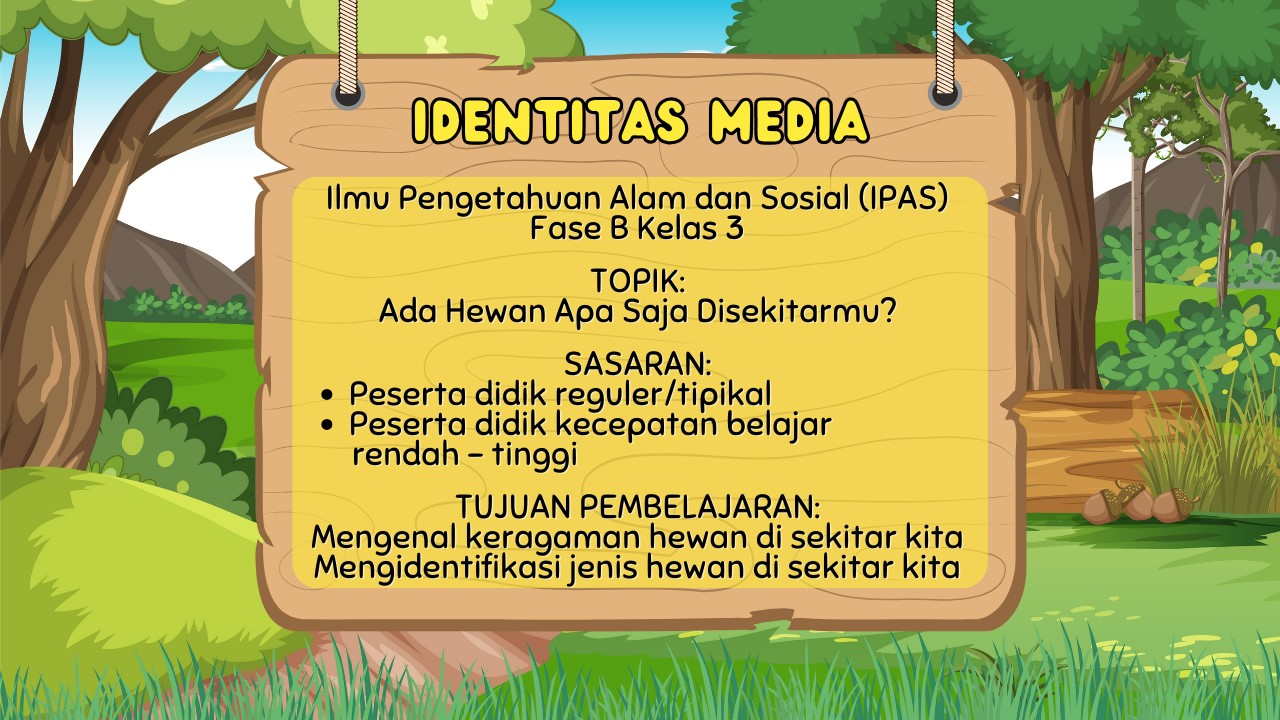 IDENTITAS MEDIA
Ilmu Pengetahuan Alam dan Sosial (IPAS)
Fase B Kelas 3
TOPIK:
Ada Hewan Apa Saja Disekitarmu?
SASARAN:
• Peserta didik reguler/tipikal
• Peserta didik kecepatan belajar
rendah – tinggi
TUJUAN PEMBELAJARAN:
Mengenal keragaman hewan di sekitar kita
Mengidentifikasi jenis hewan di sekitar kita